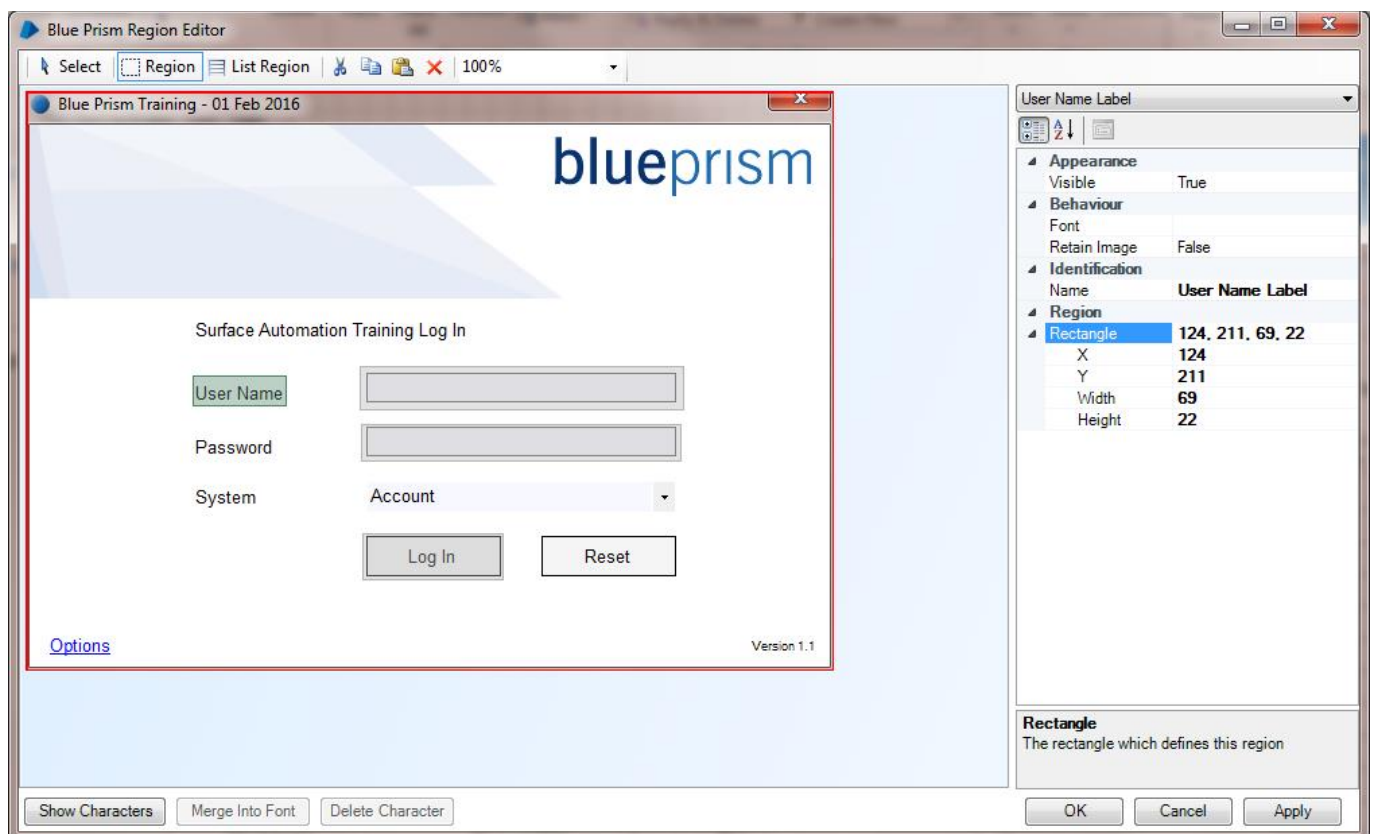 Blue Prism Region Editor
Select Region List Region 100%
Blue Prism Training - 01 Feb 2016
blueprism
Surface Automation Training Log In
User Name
Password
System Account
Log In Reset
Options Version 1.1
User Name Label
Appearance
Visible True
Behaviour
Font
Retain Image False
Identification
Name User Name Label
Region
Rectangle 124, 211, 69, 22
X 124
Y 211
Width 69
Height 22
Rectangle
The rectangle which defines this region
Show Characters Merge Into Font Delete Character OK Cancel Apply